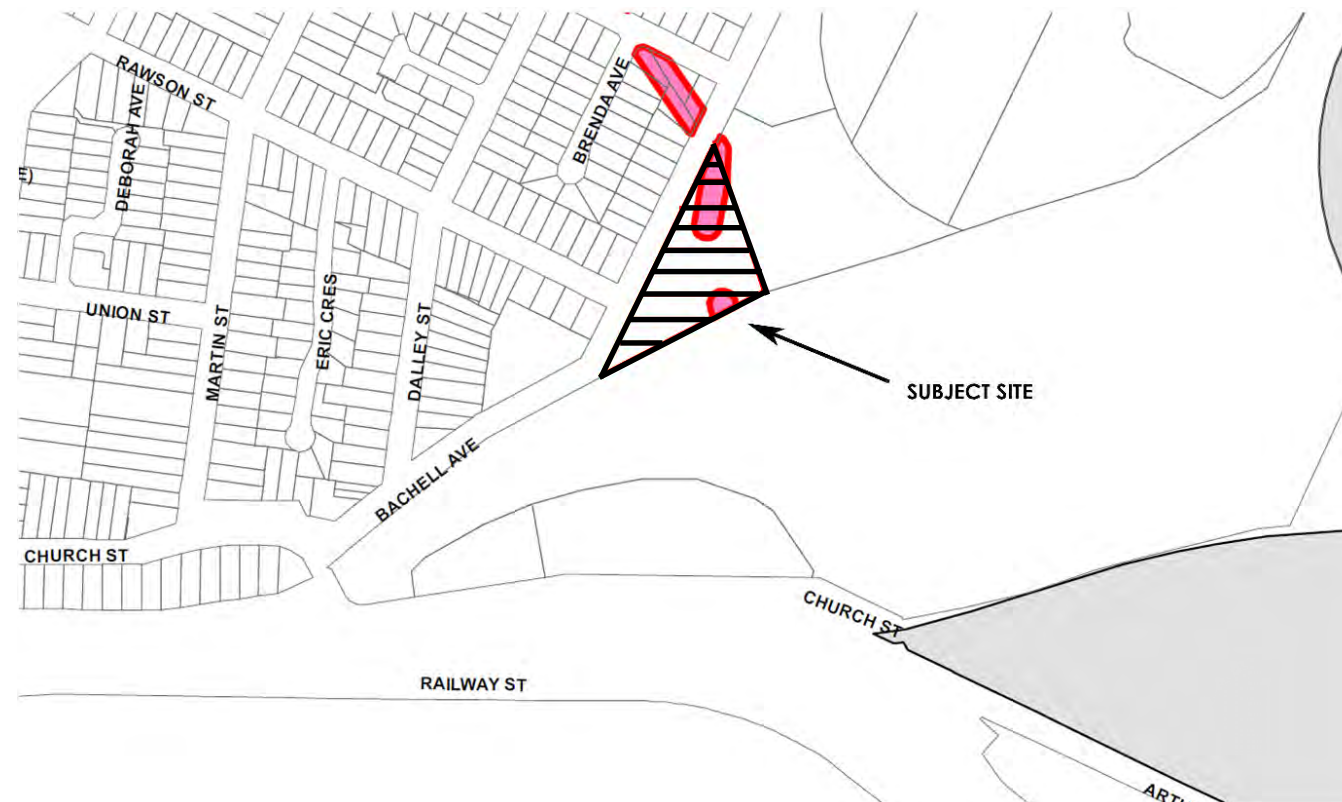 RAWSON ST
DEBORAH AVE
BRENDA AVE
E)
UNION ST
MARTIN ST
ERIC CRES
DALLEY ST
SUBJECT SITE
BACHELL AVE
CHURCH ST
CHURCH ST
RAILWAY ST